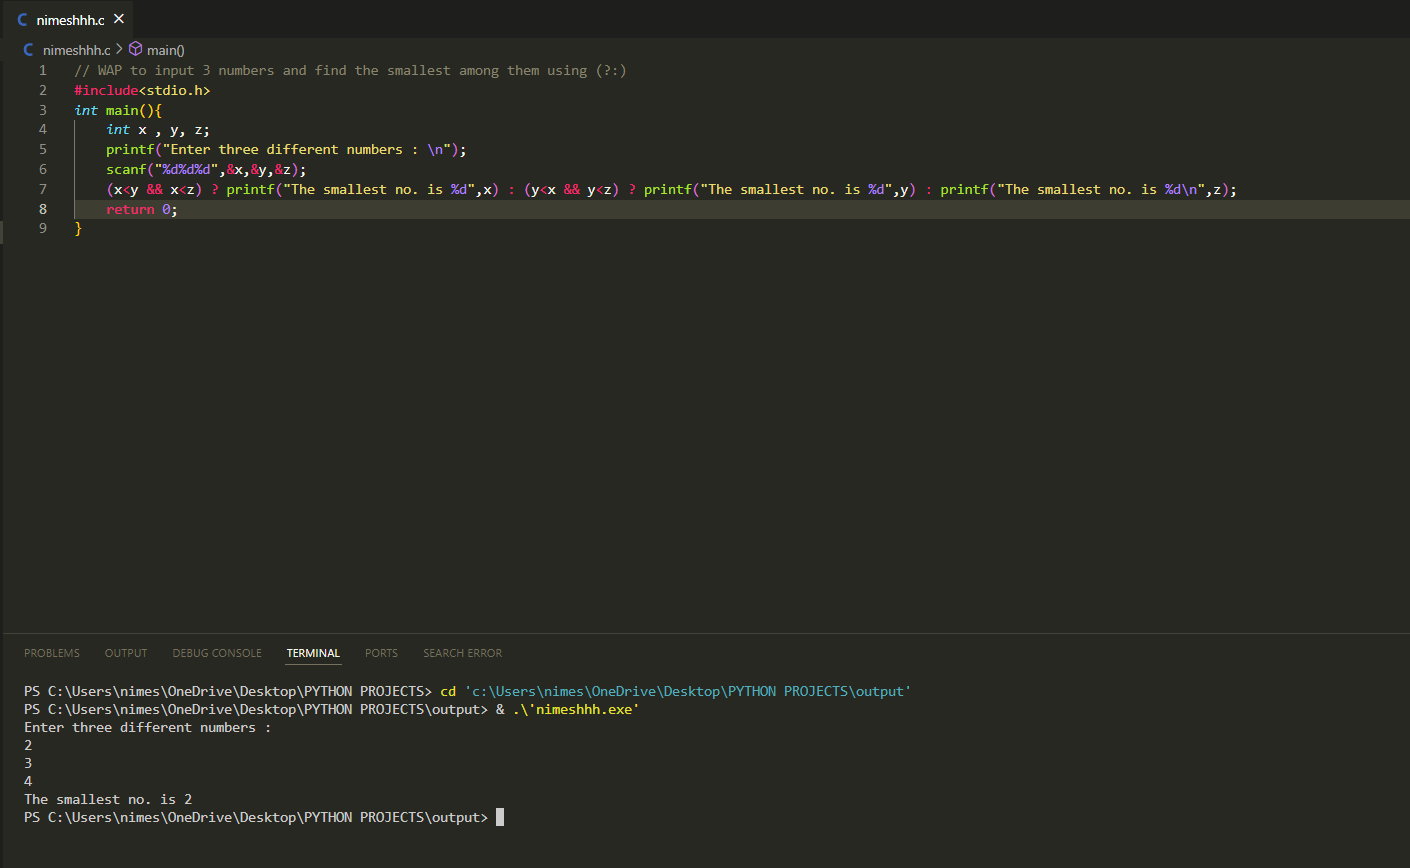 nimeshhh.c
nimeshhh.c > main()
1 // WAP to input 3 numbers and find the smallest among them using (?:)
2 #include<stdio.h>
3 int main(){
4     int x , y, z;
5     printf("Enter three different numbers : \n");
6     scanf("%d%d%d",&x,&y,&z);
7     (x<y && x<z) ? printf("The smallest no. is %d",x) : (y<x && y<z) ? printf("The smallest no. is %d",y) : printf("The smallest no. is %d\n",z);
8     return 0;
9 }
PROBLEMS OUTPUT DEBUG CONSOLE TERMINAL PORTS SEARCH ERROR
PS C:\Users\nimes\OneDrive\Desktop\PYTHON PROJECTS> cd 'c:\Users\nimes\OneDrive\Desktop\PYTHON PROJECTS\output'
PS C:\Users\nimes\OneDrive\Desktop\PYTHON PROJECTS\output> & .\'nimeshhh.exe'
Enter three different numbers :
2
3
4
The smallest no. is 2
PS C:\Users\nimes\OneDrive\Desktop\PYTHON PROJECTS\output>